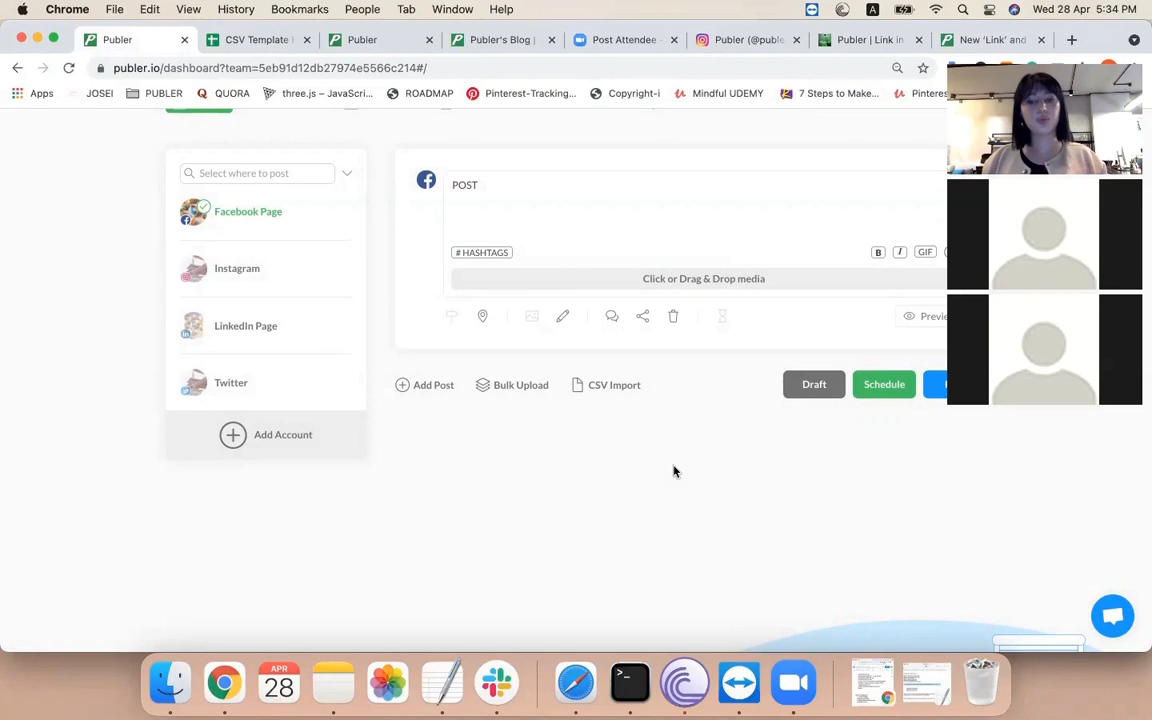 Chrome File Edit View History Bookmarks People Tab Window Help
A Wed 28 Apr 5:34 PM
Publer CSV Template Publer Publer's Blog | Post Attendee - Publer (@puble Publer | Link in New 'Link' and
publer.io/dashboard?team=5eb91d12db27974e5566c214#/
Apps JOSEI PUBLER QUORA three.js – JavaScri... ROADMAP Pinterest-Tracking... Copyright-i Mindful UDEMY 7 Steps to Make... Pinteres
Select where to post
Facebook Page
Instagram
LinkedIn Page
Twitter
Add Account
POST
# HASHTAGS
B I GIF
Click or Drag & Drop media
Previe
Add Post Bulk Upload CSV Import
Draft Schedule
APR
28